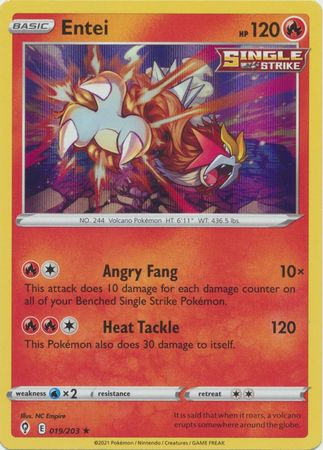 BASIC Entei HP 120
SINGLE
STRIKE
NO. 244 Volcano Pokémon HT: 6'11" WT: 436.5 lbs.
Angry Fang 10×
This attack does 10 damage for each damage counter on
all of your Benched Single Strike Pokémon.
Heat Tackle 120
This Pokémon also does 30 damage to itself.
weakness ×2 resistance retreat
Illus. NC Empire
It is said that when it roars, a volcano
erupts somewhere around the globe.
E 019/203 ★
©2021 Pokémon / Nintendo / Creatures / GAME FREAK